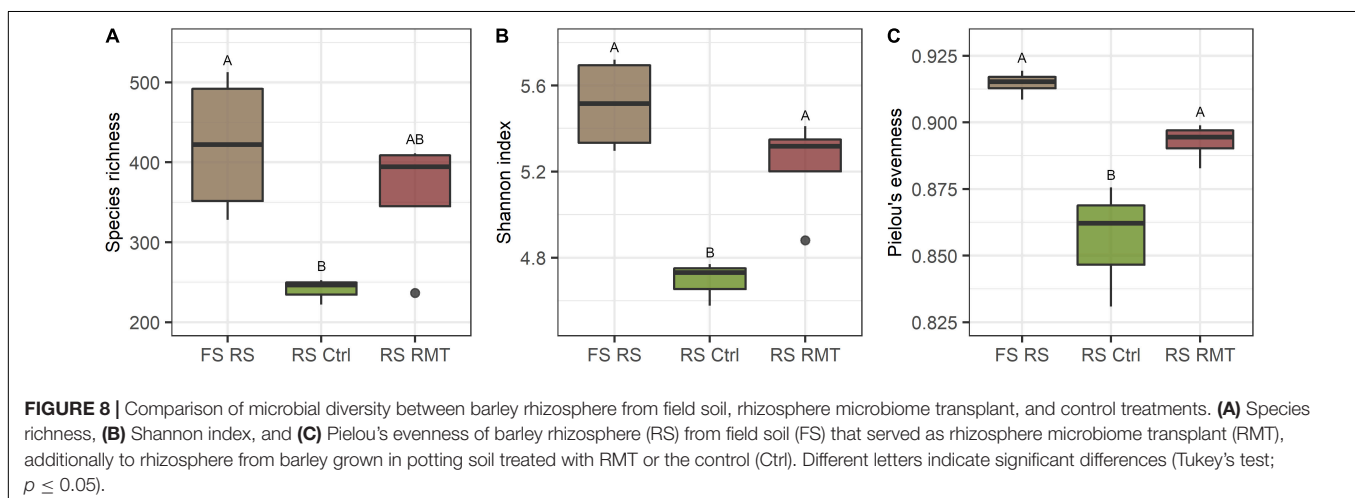 A
Species richness
500
400
300
200
A
B
AB
FS RS
RS Ctrl
RS RMT
B
Shannon index
5.6
5.2
4.8
A
B
A
FS RS
RS Ctrl
RS RMT
C
Pielou's evenness
0.925
0.900
0.875
0.850
0.825
A
B
A
FS RS
RS Ctrl
RS RMT
FIGURE 8 | Comparison of microbial diversity between barley rhizosphere from field soil, rhizosphere microbiome transplant, and control treatments. (A) Species
richness, (B) Shannon index, and (C) Pielou's evenness of barley rhizosphere (RS) from field soil (FS) that served as rhizosphere microbiome transplant (RMT),
additionally to rhizosphere from barley grown in potting soil treated with RMT or the control (Ctrl). Different letters indicate significant differences (Tukey's test;
p ≤ 0.05).